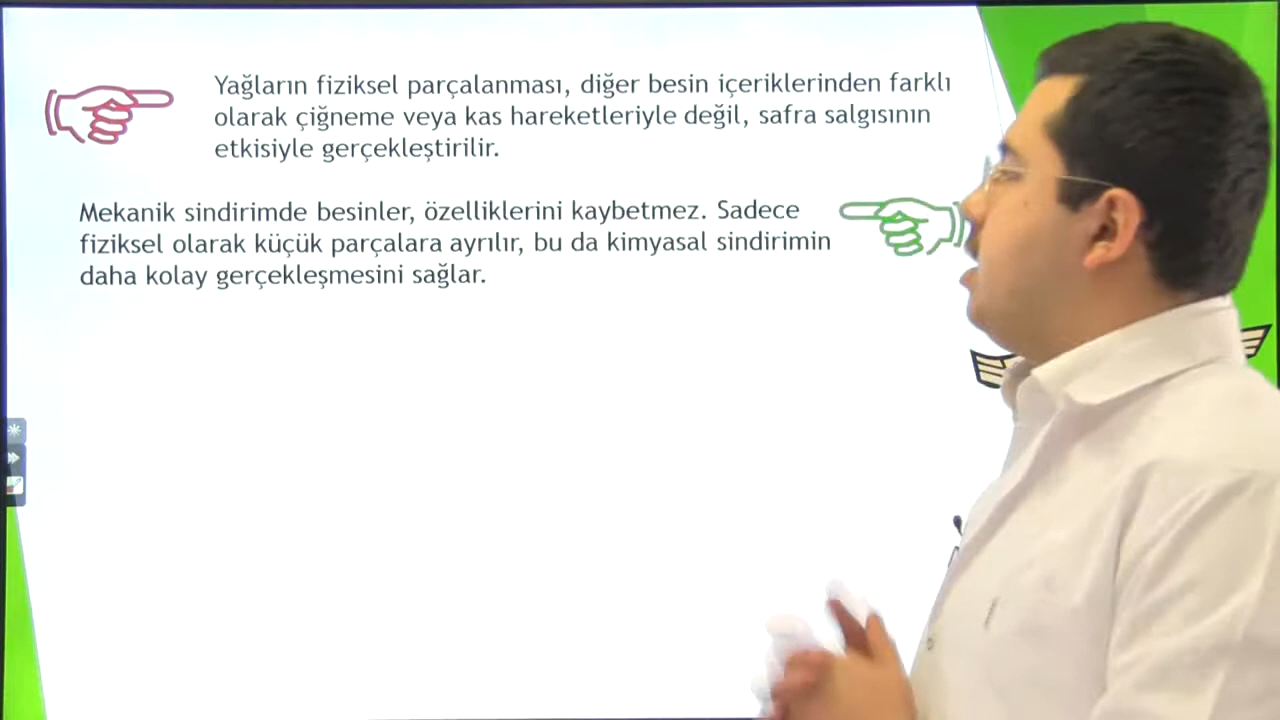 Yağların fiziksel parçalanması, diğer besin içeriklerinden farklı
olarak çiğneme veya kas hareketleriyle değil, safra salgısının
etkisiyle gerçekleştirilir.
Mekanik sindirimde besinler, özelliklerini kaybetmez. Sadece
fiziksel olarak küçük parçalara ayrılır, bu da kimyasal sindirimin
daha kolay gerçekleşmesini sağlar.